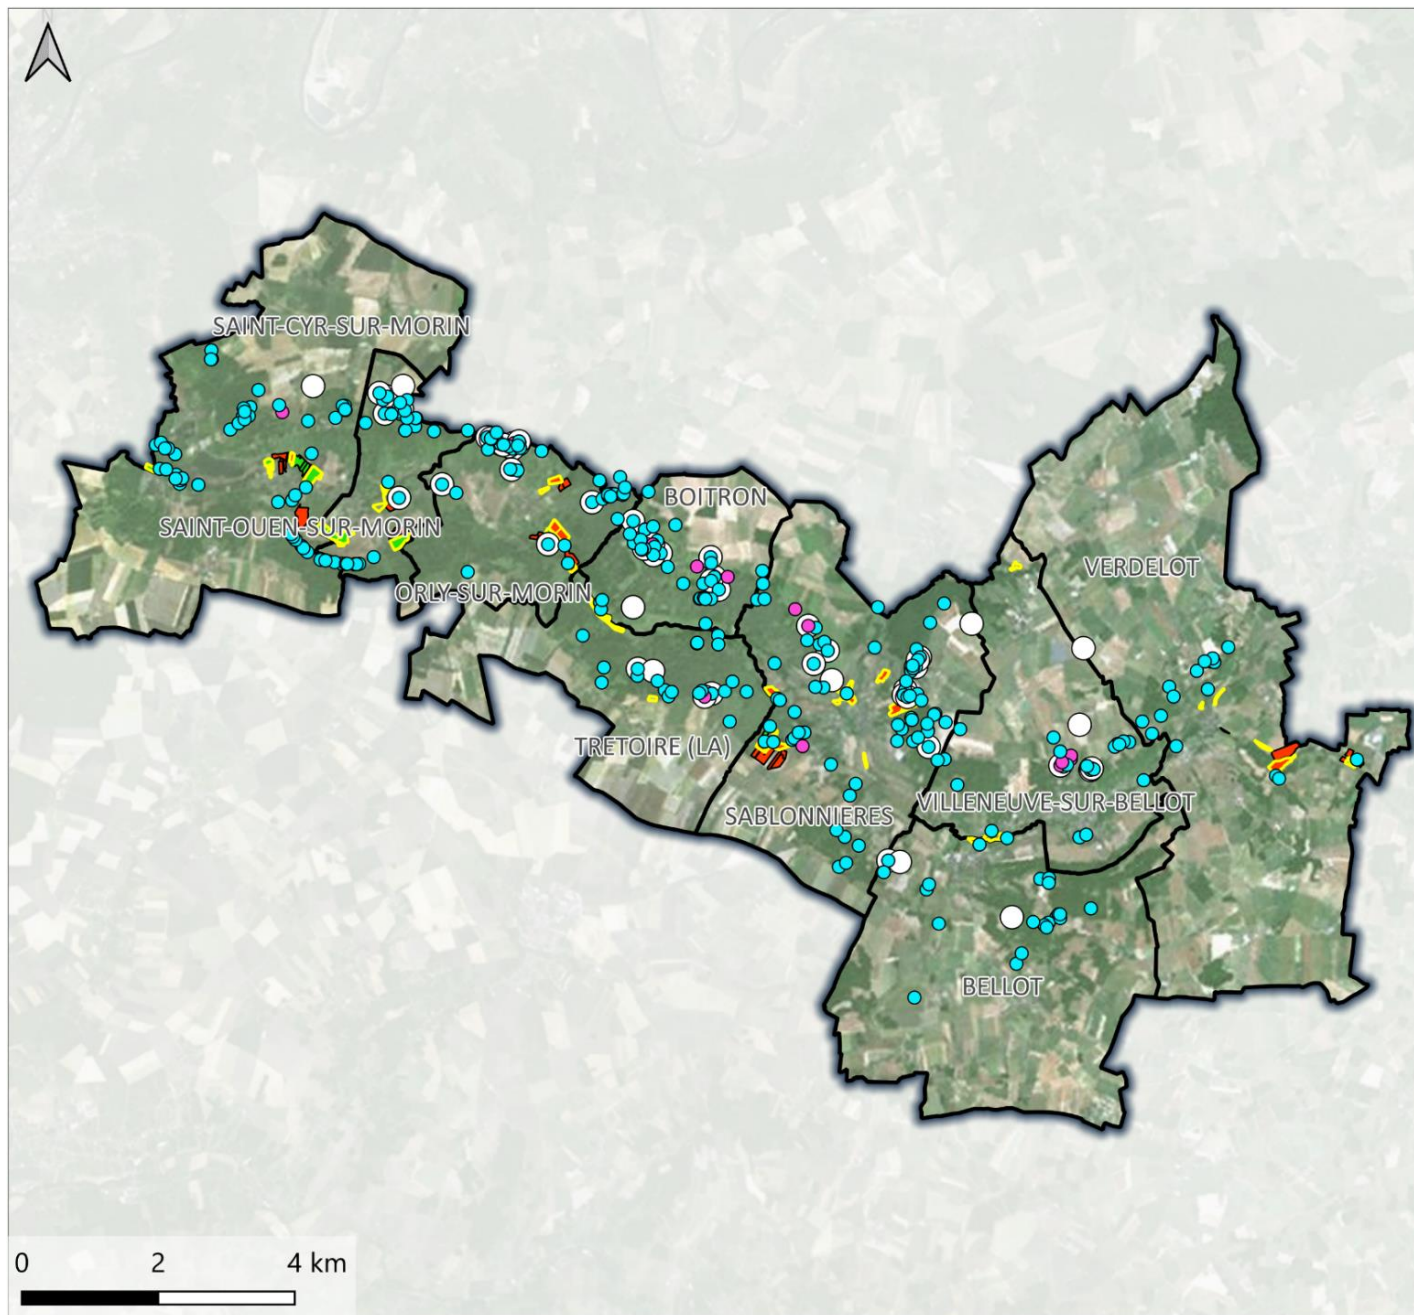 SAINT-CYR-SUR-MORIN
BOITRON
SAINT-OUEN-SUR-MORIN
VERDELOT
ORLY-SUR-MORIN
TRETOIRE (LA)
VILLENEUVE-SUR-BELLOT
SABLONNIERES
BELLOT
0 2 4 km